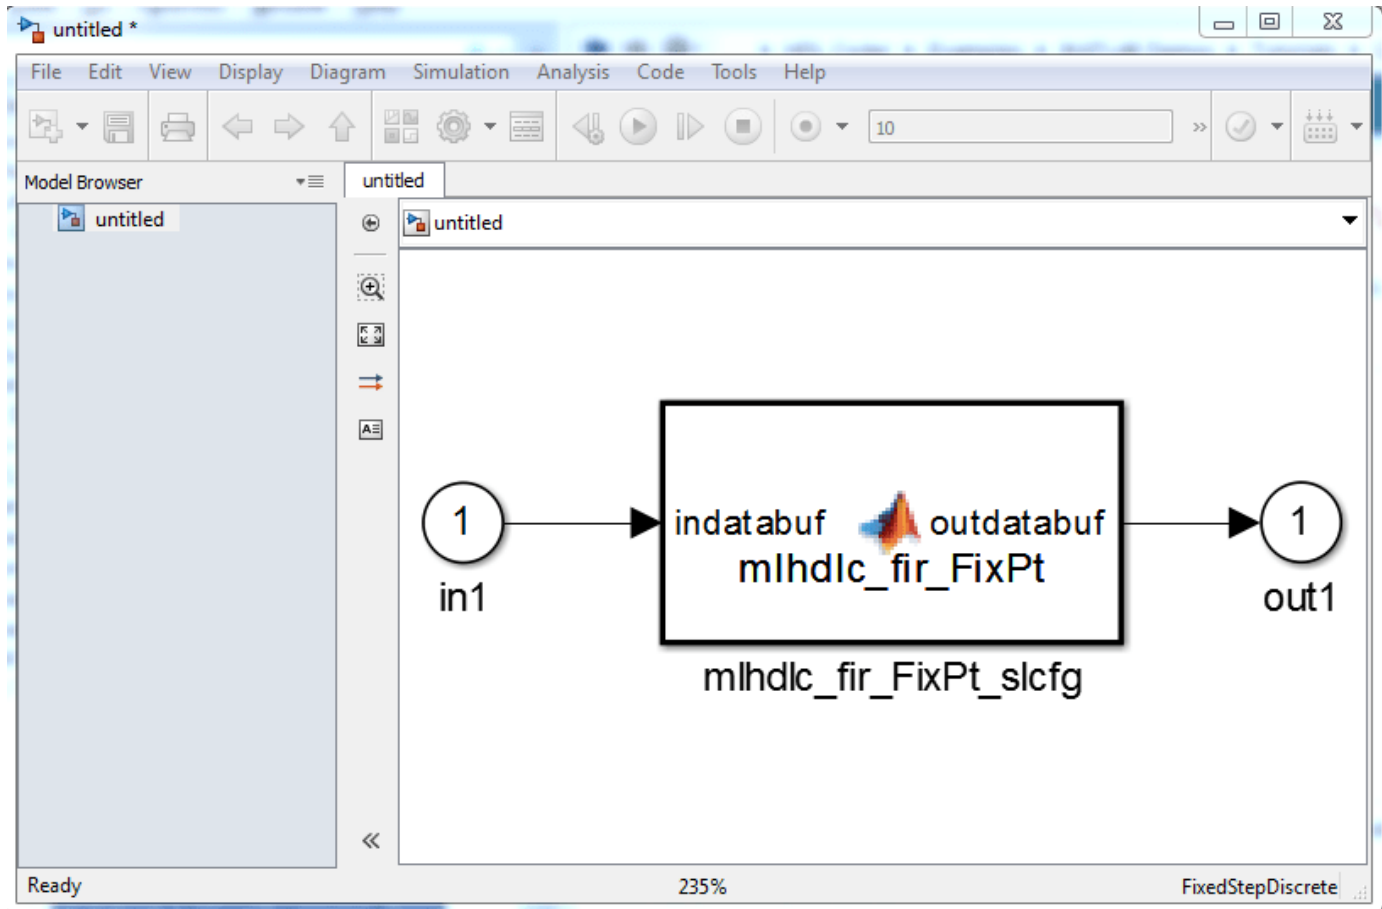 untitled *
File Edit View Display Diagram Simulation Analysis Code Tools Help
10
Model Browser
untitled
untitled
untitled
1
indatabuf outdatabuf
mlhdlc_fir_FixPt
1
in1
out1
mlhdlc_fir_FixPt_slcfg
Ready
235%
FixedStepDiscrete